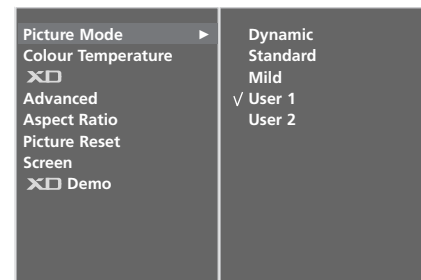 Picture Mode ►
Colour Temperature
XD
Advanced
Aspect Ratio
Picture Reset
Screen
XD Demo
Dynamic
Standard
Mild
√ User 1
User 2